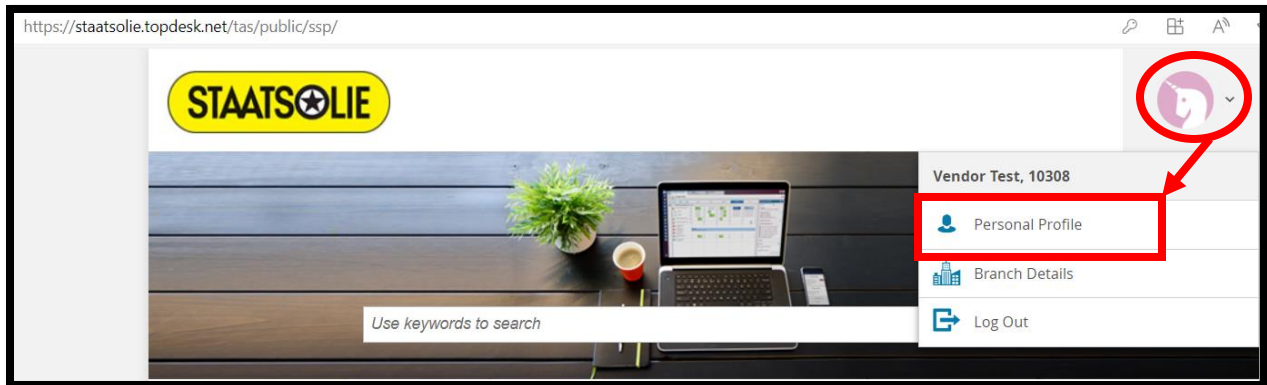 https://staatsolie.topdesk.net/tas/public/ssp/
STAATSOLIE
Vendor Test, 10308
Personal Profile
Branch Details
Use keywords to search
Log Out